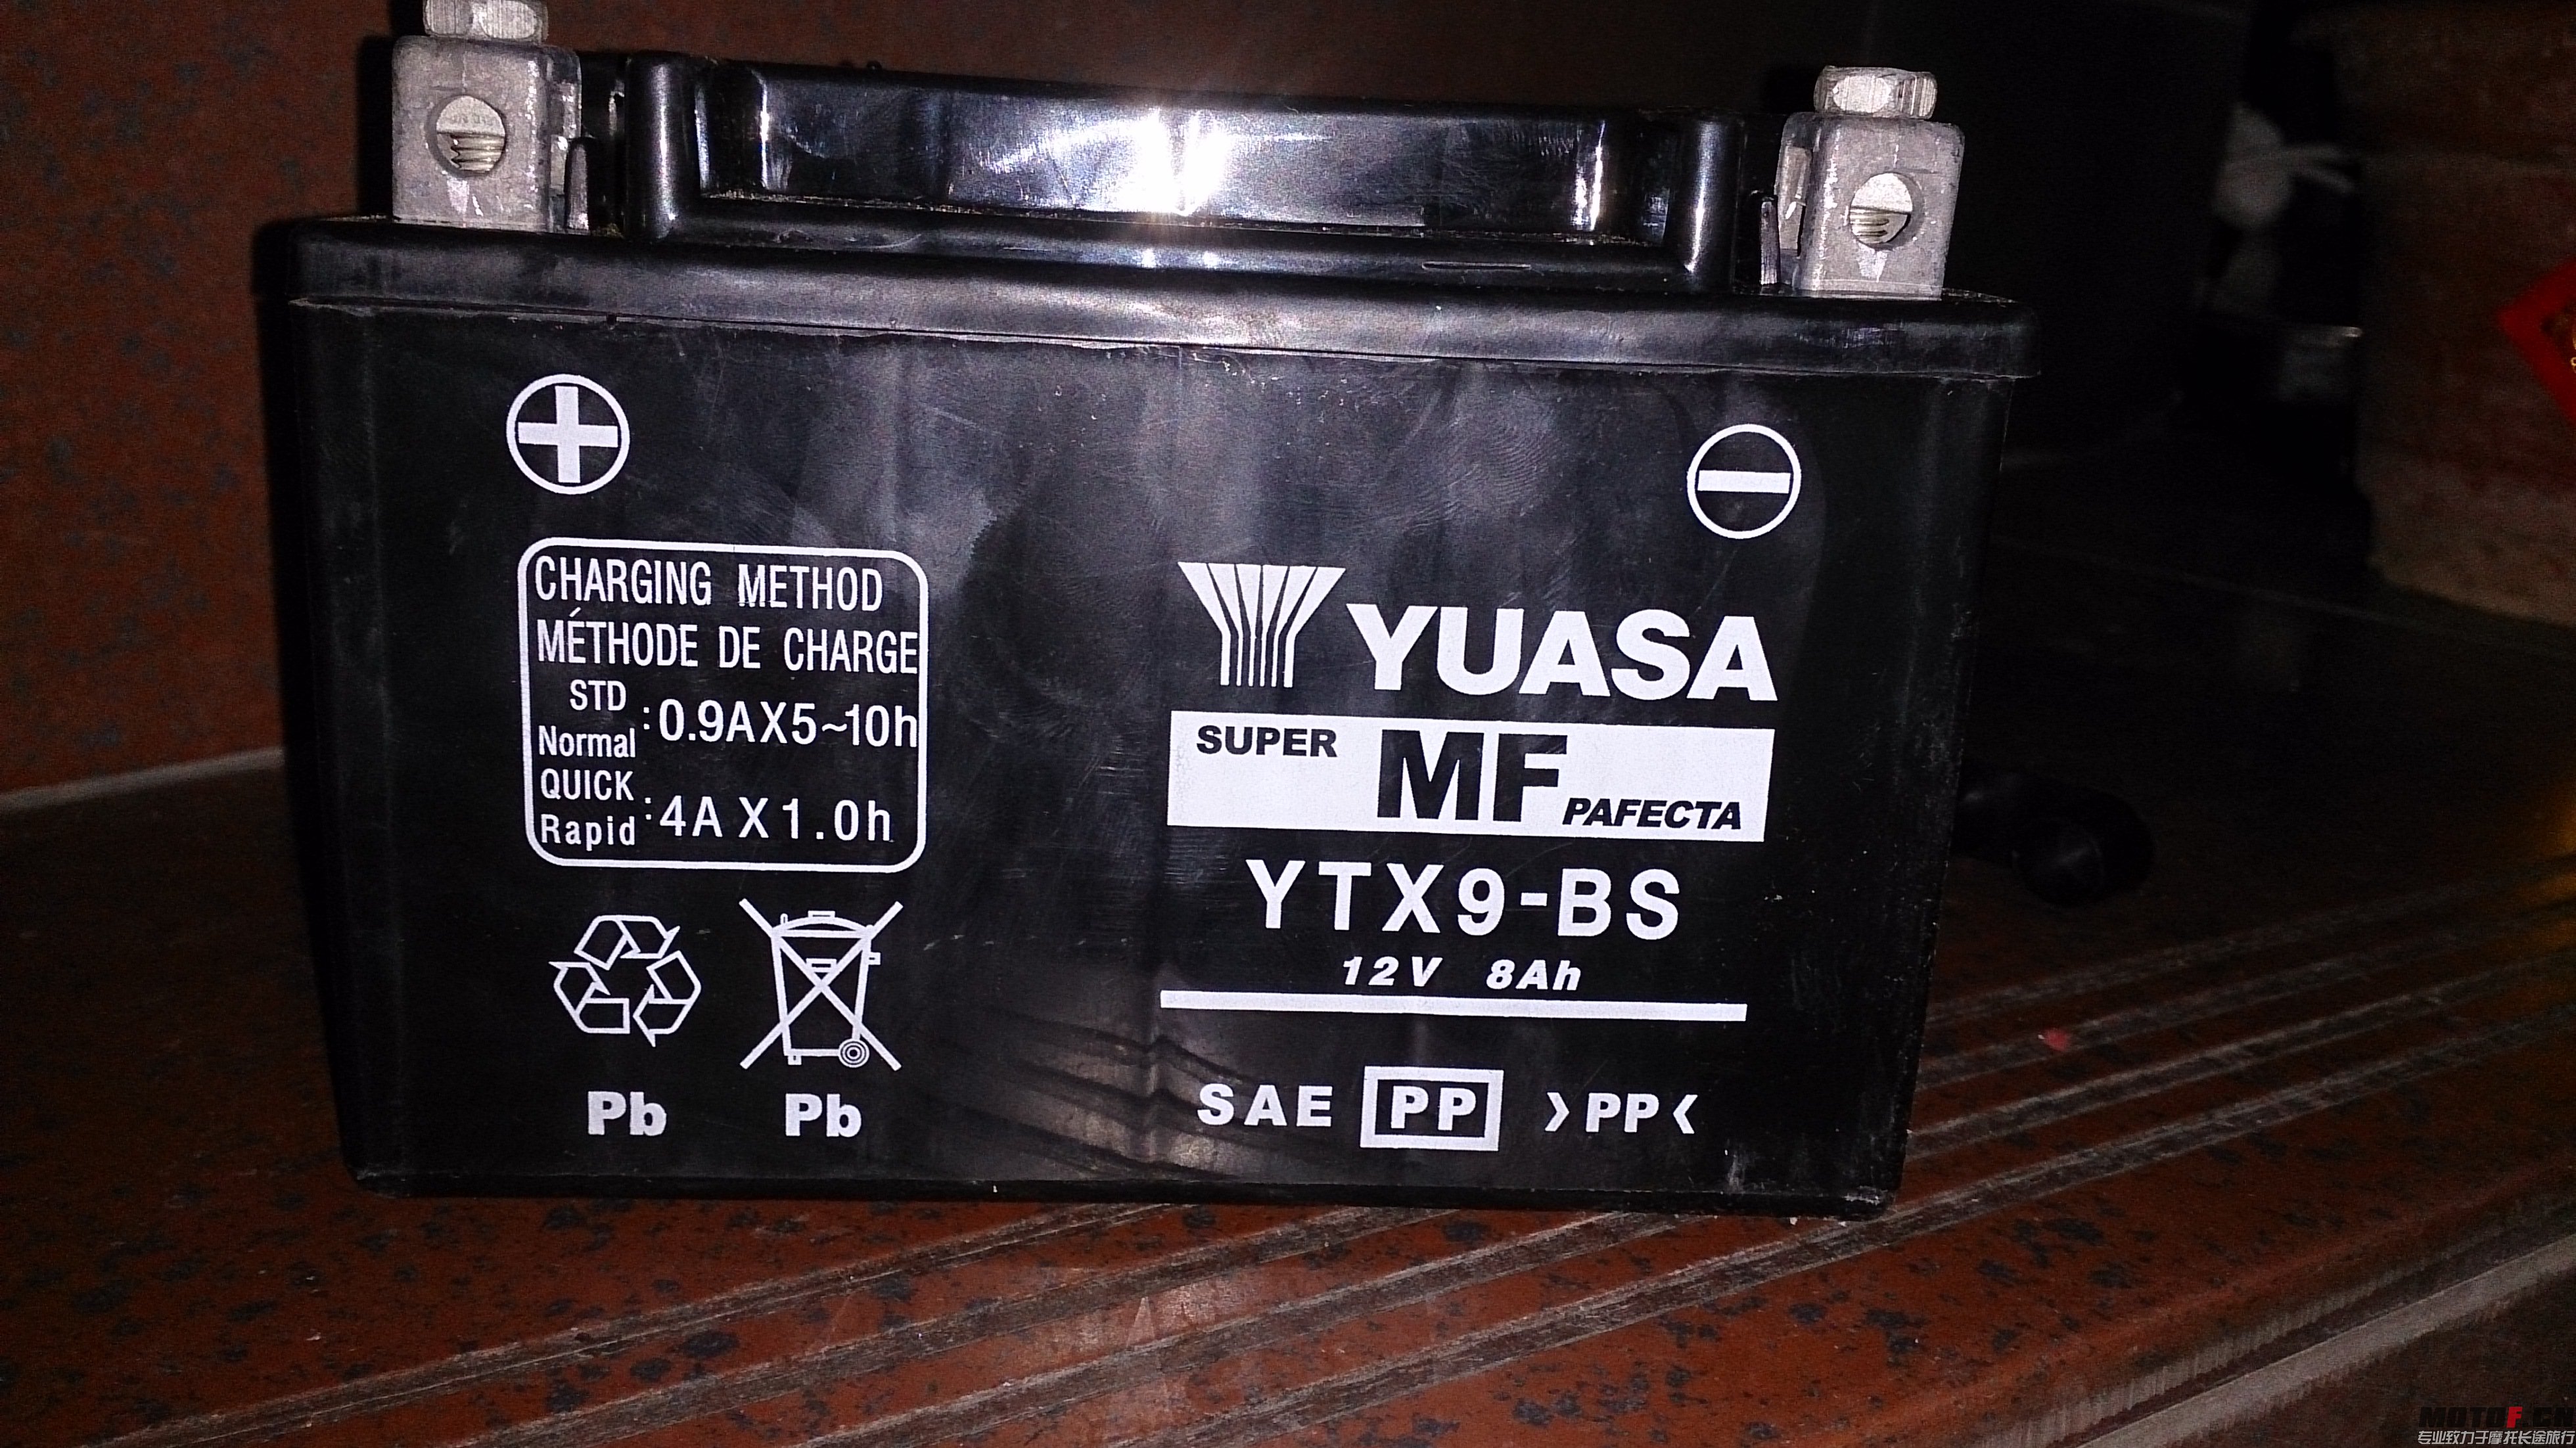 CHARGING METHOD
MÉTHODE DE CHARGE
STD
Normal : 0.9AX5~10h
QUICK
Rapid : 4A X 1.0h
Pb Pb
YUASA
SUPER MF PAFECTA
YTX9-BS
12V 8Ah
SAE PP >PP<
MOTOF.CN
专业致力于摩托长途旅行